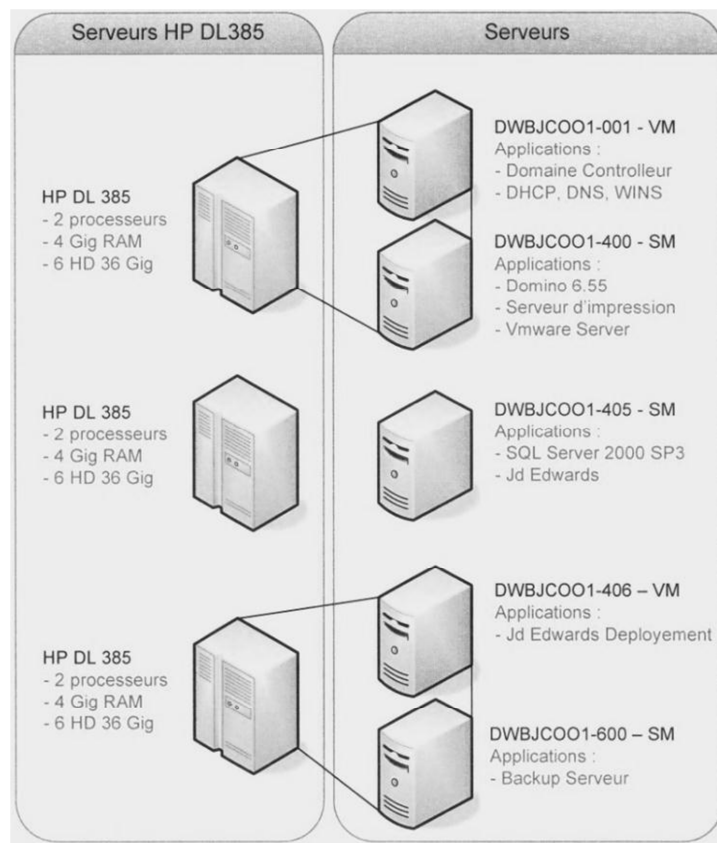 Serveurs HP DL385
Serveurs
HP DL 385
- 2 processeurs
- 4 Gig RAM
- 6 HD 36 Gig
DWBJCOO1-001 - VM
Applications :
- Domaine Controlleur
- DHCP, DNS, WINS
DWBJCOO1-400 - SM
Applications :
- Domino 6.55
- Serveur d'impression
- Vmware Server
HP DL 385
- 2 processeurs
- 4 Gig RAM
- 6 HD 36 Gig
DWBJCOO1-405 - SM
Applications :
- SQL Server 2000 SP3
- Jd Edwards
HP DL 385
- 2 processeurs
- 4 Gig RAM
- 6 HD 36 Gig
DWBJCOO1-406 – VM
Applications :
- Jd Edwards Deployement
DWBJCOO1-600 – SM
Applications :
- Backup Serveur